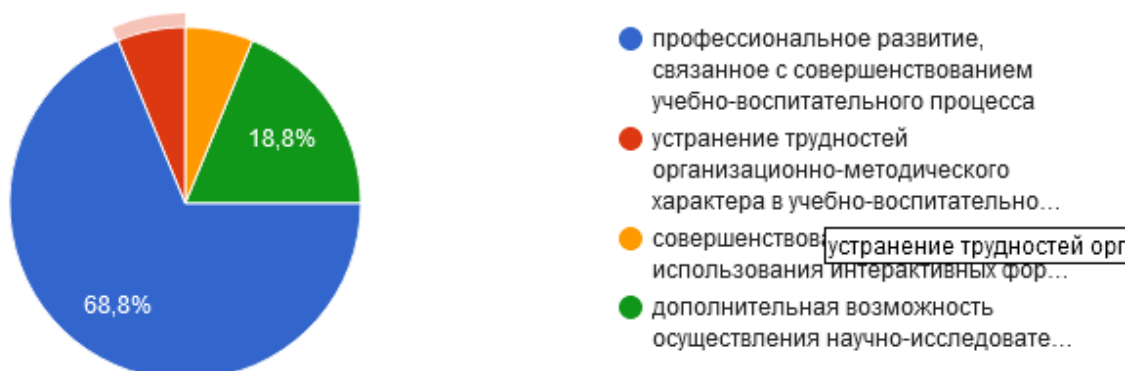 профессиональное развитие,
связанное с совершенствованием
учебно-воспитательного процесса
18,8%
устранение трудностей
организационно-методического
характера в учебно-воспитательно...
совершенствова
устранение трудностей орг
использования интерактивных фор...
68,8%
дополнительная возможность
осуществления научно-исследовате...